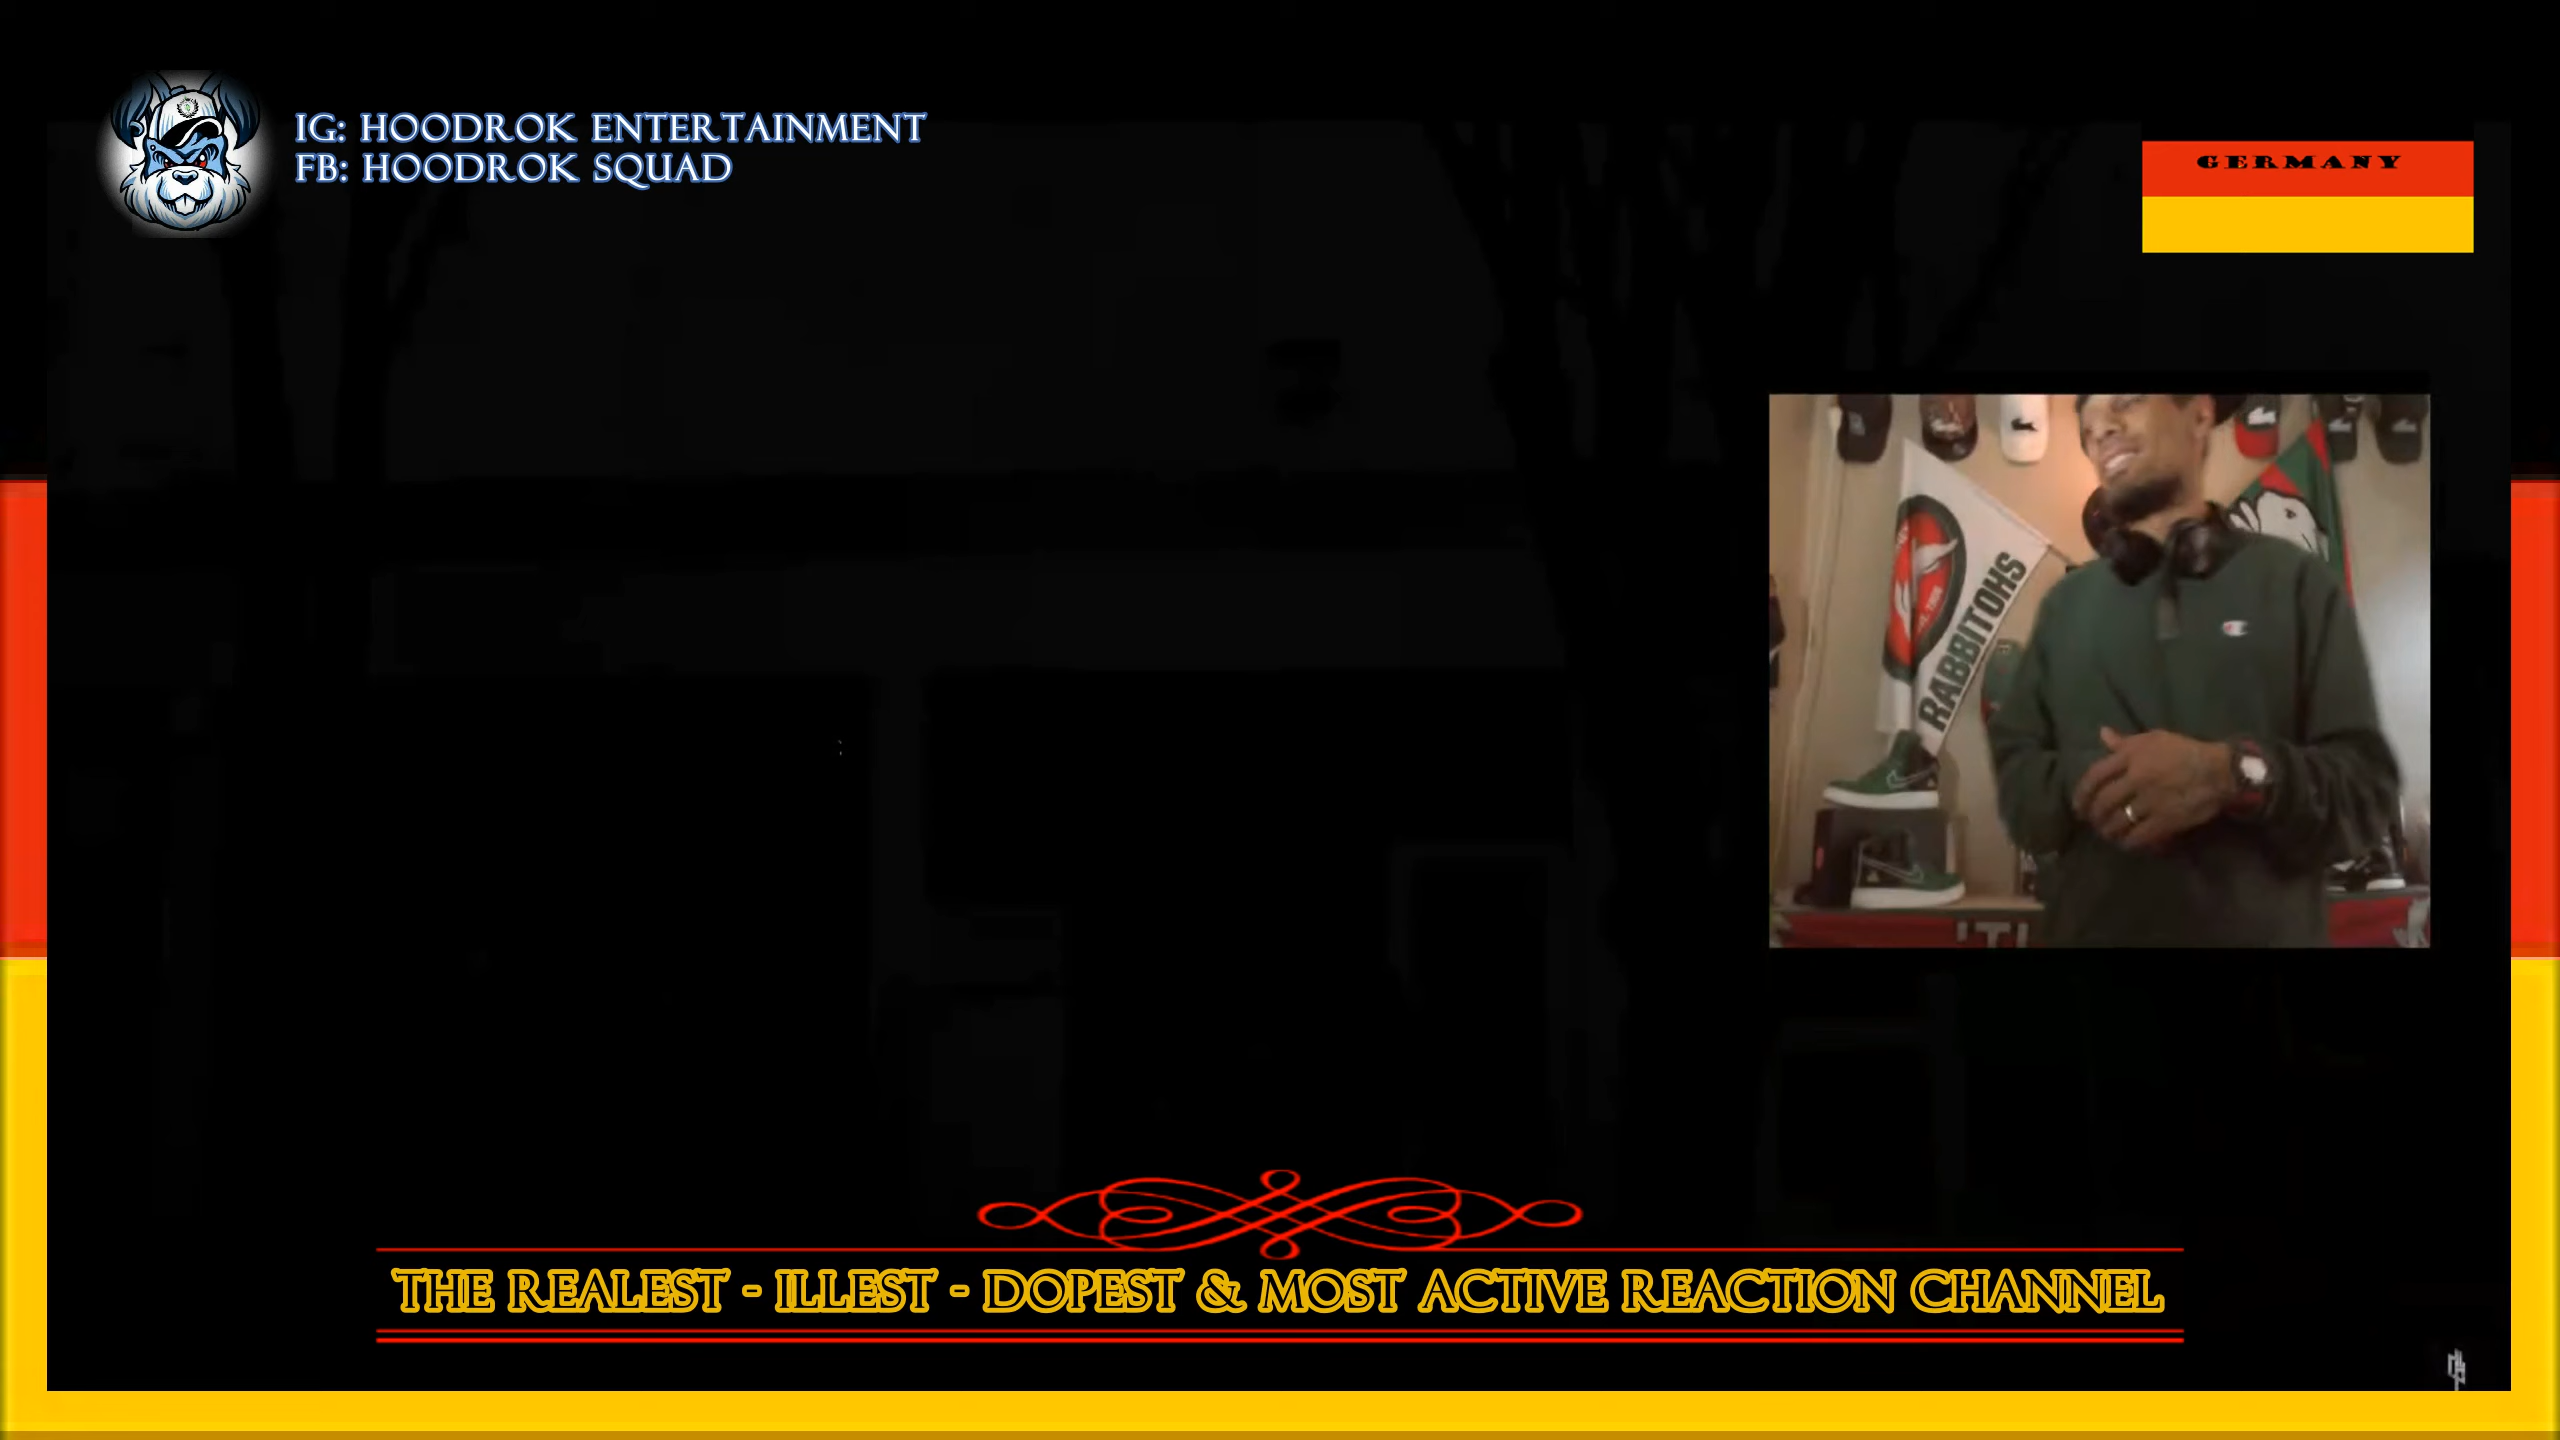 IG: HOODROK ENTERTAINMENT
FB: HOODROK SQUAD
GERMANY
RABBITOHS
THE REALEST - ILLEST - DOPEST & MOST ACTIVE REACTION CHANNEL